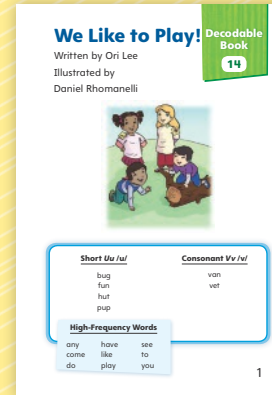 We Like to Play!
Decodable
Book
14
Written by Ori Lee
Illustrated by
Daniel Rhomanelli
Short Uu /u/
bug
fun
hut
pup
Consonant Vv /v/
van
vet
High-Frequency Words
any have see
come like to
do play you
1